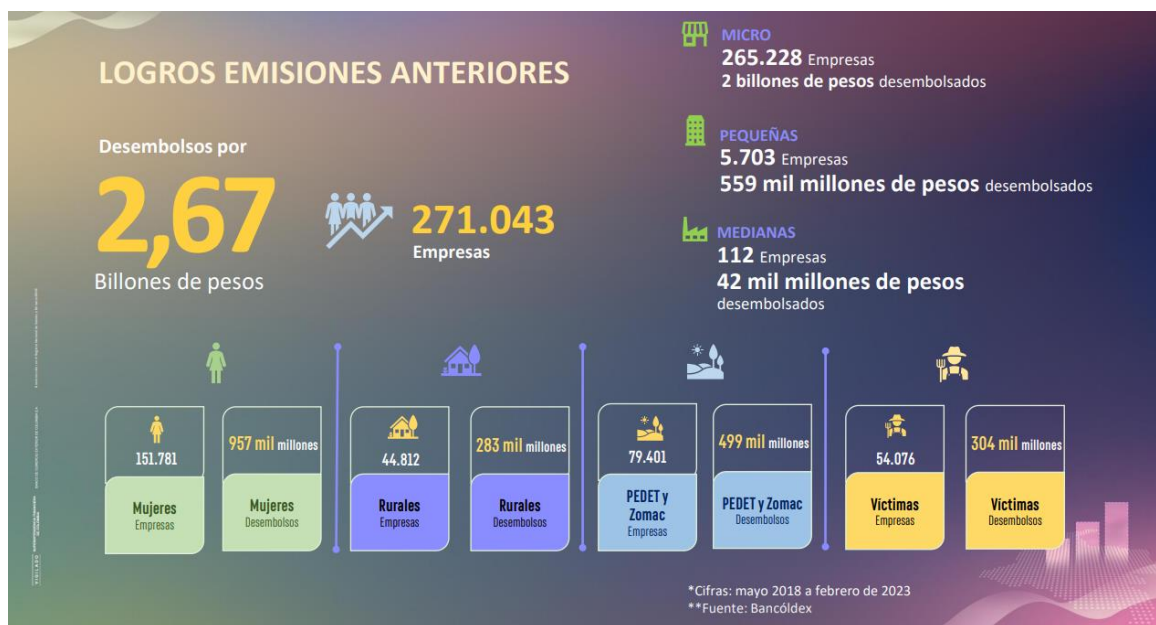 LOGROS EMISIONES ANTERIORES
Desembolsos por
2,67
Billones de pesos
271.043
Empresas
MICRO
265.228 Empresas
2 billones de pesos desembolsados
PEQUEÑAS
5.703 Empresas
559 mil millones de pesos desembolsados
MEDIANAS
112 Empresas
42 mil millones de pesos
desembolsados
151.781
Mujeres
Empresas
957 mil millones
Mujeres
Desembolsos
44.812
Rurales
Empresas
283 mil millones
Rurales
Desembolsos
79.401
PEDET y
Zomac
Empresas
499 mil millones
PEDET y Zomac
Desembolsos
54.076
Víctimas
Empresas
304 mil millones
Víctimas
Desembolsos
*Cifras: mayo 2018 a febrero de 2023
**Fuente: Bancóldex
VIGILADO